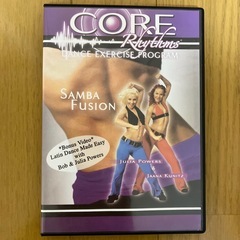 CORE
Rhythms
DANCE EXERCISE PROGRAM
SAMBA
FUSION
*Bonus Video*
Latin Dance Made Easy
with
Bob & Julia Powers
JULIA POWERS
JAANA KUNITZ